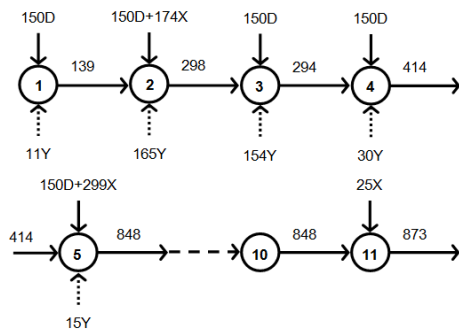 150D 150D+174X 150D 150D
1 139 2 298 3 294 4 414
11Y 165Y 154Y 30Y
150D+299X 25X
414 5 848 10 848 11 873
15Y